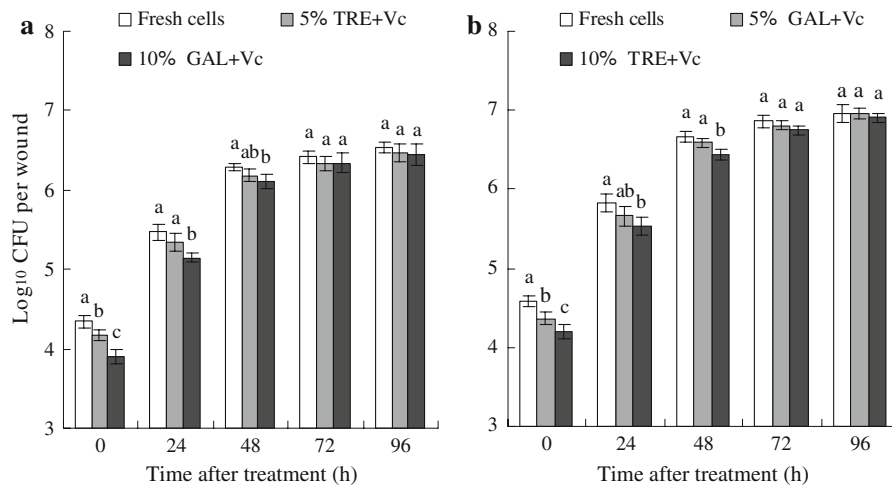 a
Fresh cells
5% TRE+Vc
10% GAL+Vc
8
7
6
5
4
3
Log10 CFU per wound
a b c
a a b
a ab b
a a a
a a a
0 24 48 72 96
Time after treatment (h)
b
Fresh cells
5% GAL+Vc
10% TRE+Vc
8
7
6
5
4
3
a b c
a ab b
a a b
a a a
a a a
0 24 48 72 96
Time after treatment (h)